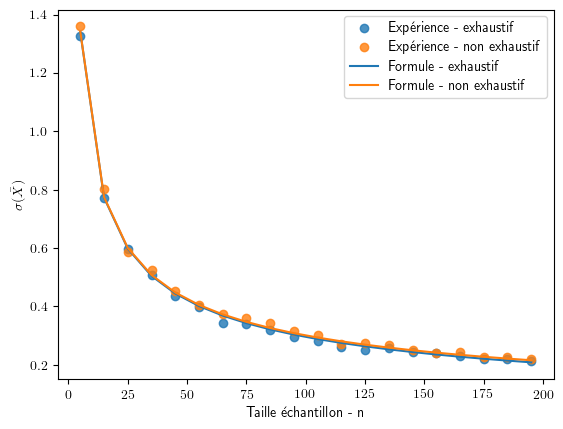 1.4
1.2
1.0
0.8
0.6
0.4
0.2
σ(X̄)
Expérience - exhaustif
Expérience - non exhaustif
Formule - exhaustif
Formule - non exhaustif
0 25 50 75 100 125 150 175 200
Taille échantillon - n